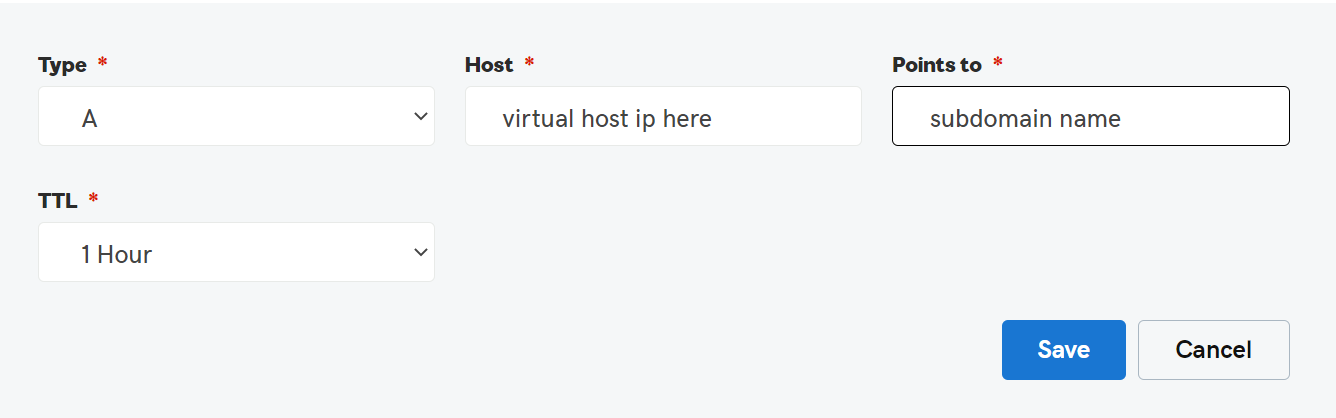 Type * Host * Points to *
A virtual host ip here subdomain name
TTL *
1 Hour
Save Cancel